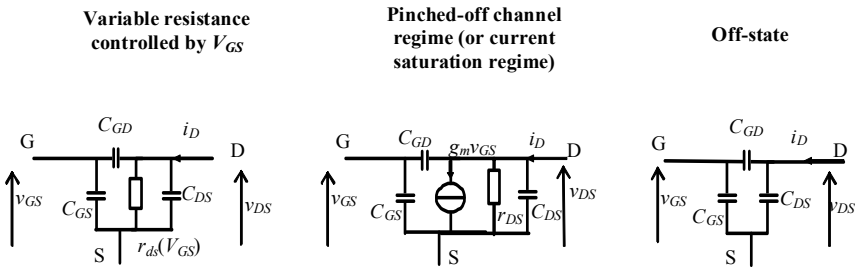 Variable resistance
controlled by VGS
Pinched-off channel
regime (or current
saturation regime)
Off-state
CGD
iD
G
D
vGS
CGS
CDS
vDS
S
rds(VGS)
G
CGD
gmvGS
iD
D
vGS
CGS
rDS
CDS
vDS
S
G
CGD
iD
D
vGS
CGS
CDS
vDS
S